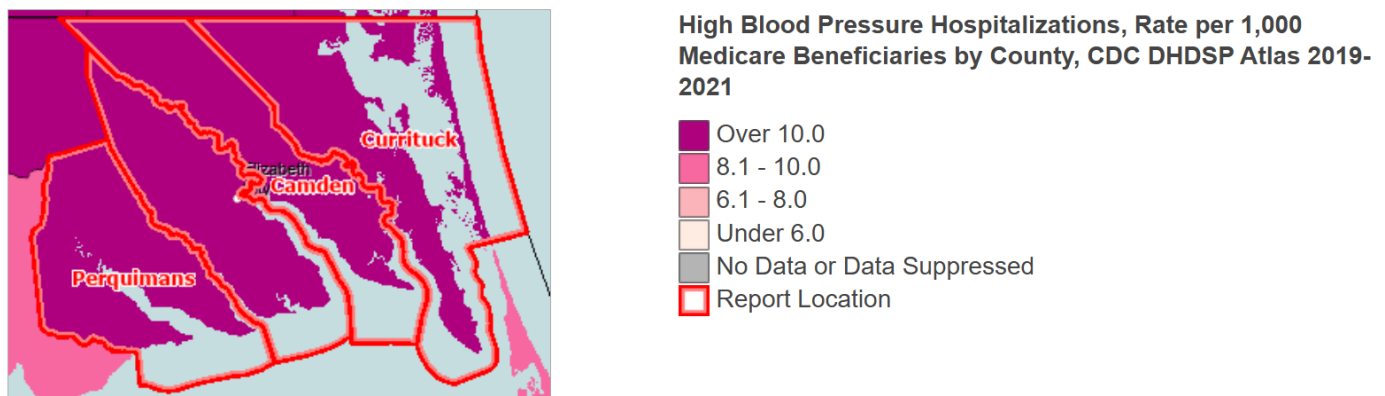 High Blood Pressure Hospitalizations, Rate per 1,000
Medicare Beneficiaries by County, CDC DHDSP Atlas 2019-
2021
Over 10.0
8.1 - 10.0
6.1 - 8.0
Under 6.0
No Data or Data Suppressed
Report Location
Currituck
Elizabeth
Camden
Perquimans